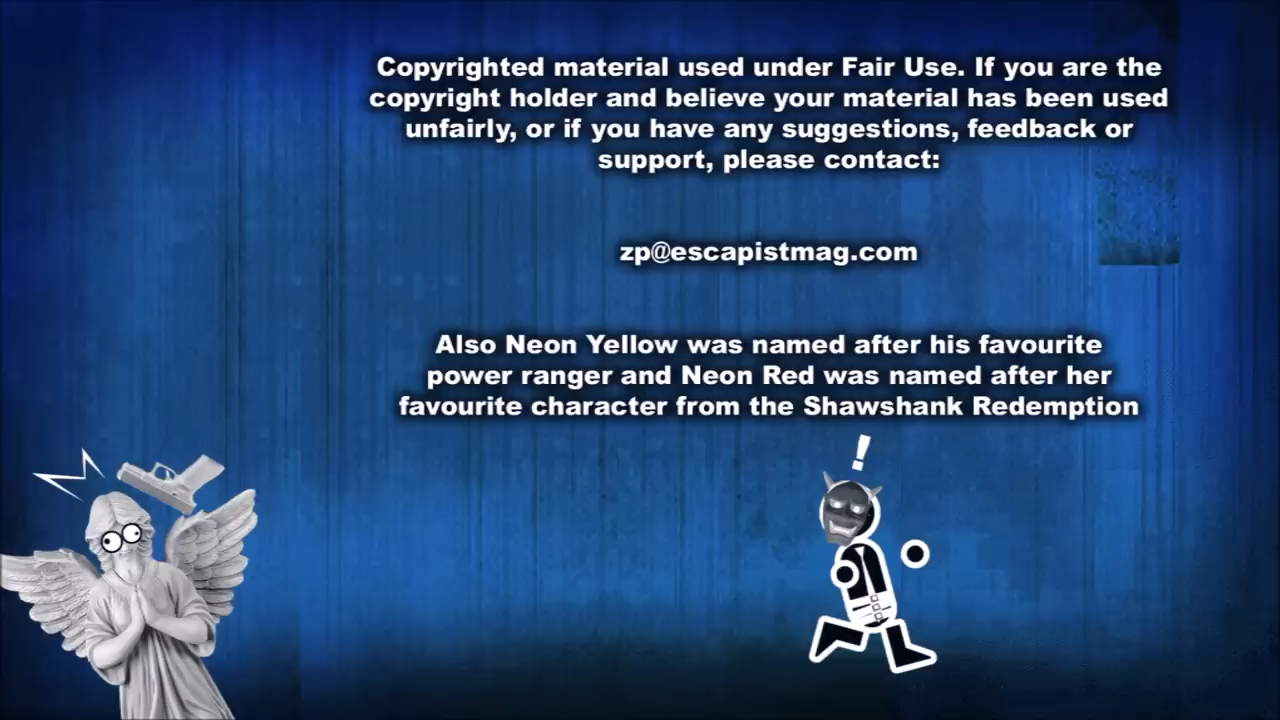 Copyrighted material used under Fair Use. If you are the
copyright holder and believe your material has been used
unfairly, or if you have any suggestions, feedback or
support, please contact:
zp@escapistmag.com
Also Neon Yellow was named after his favourite
power ranger and Neon Red was named after her
favourite character from the Shawshank Redemption
!